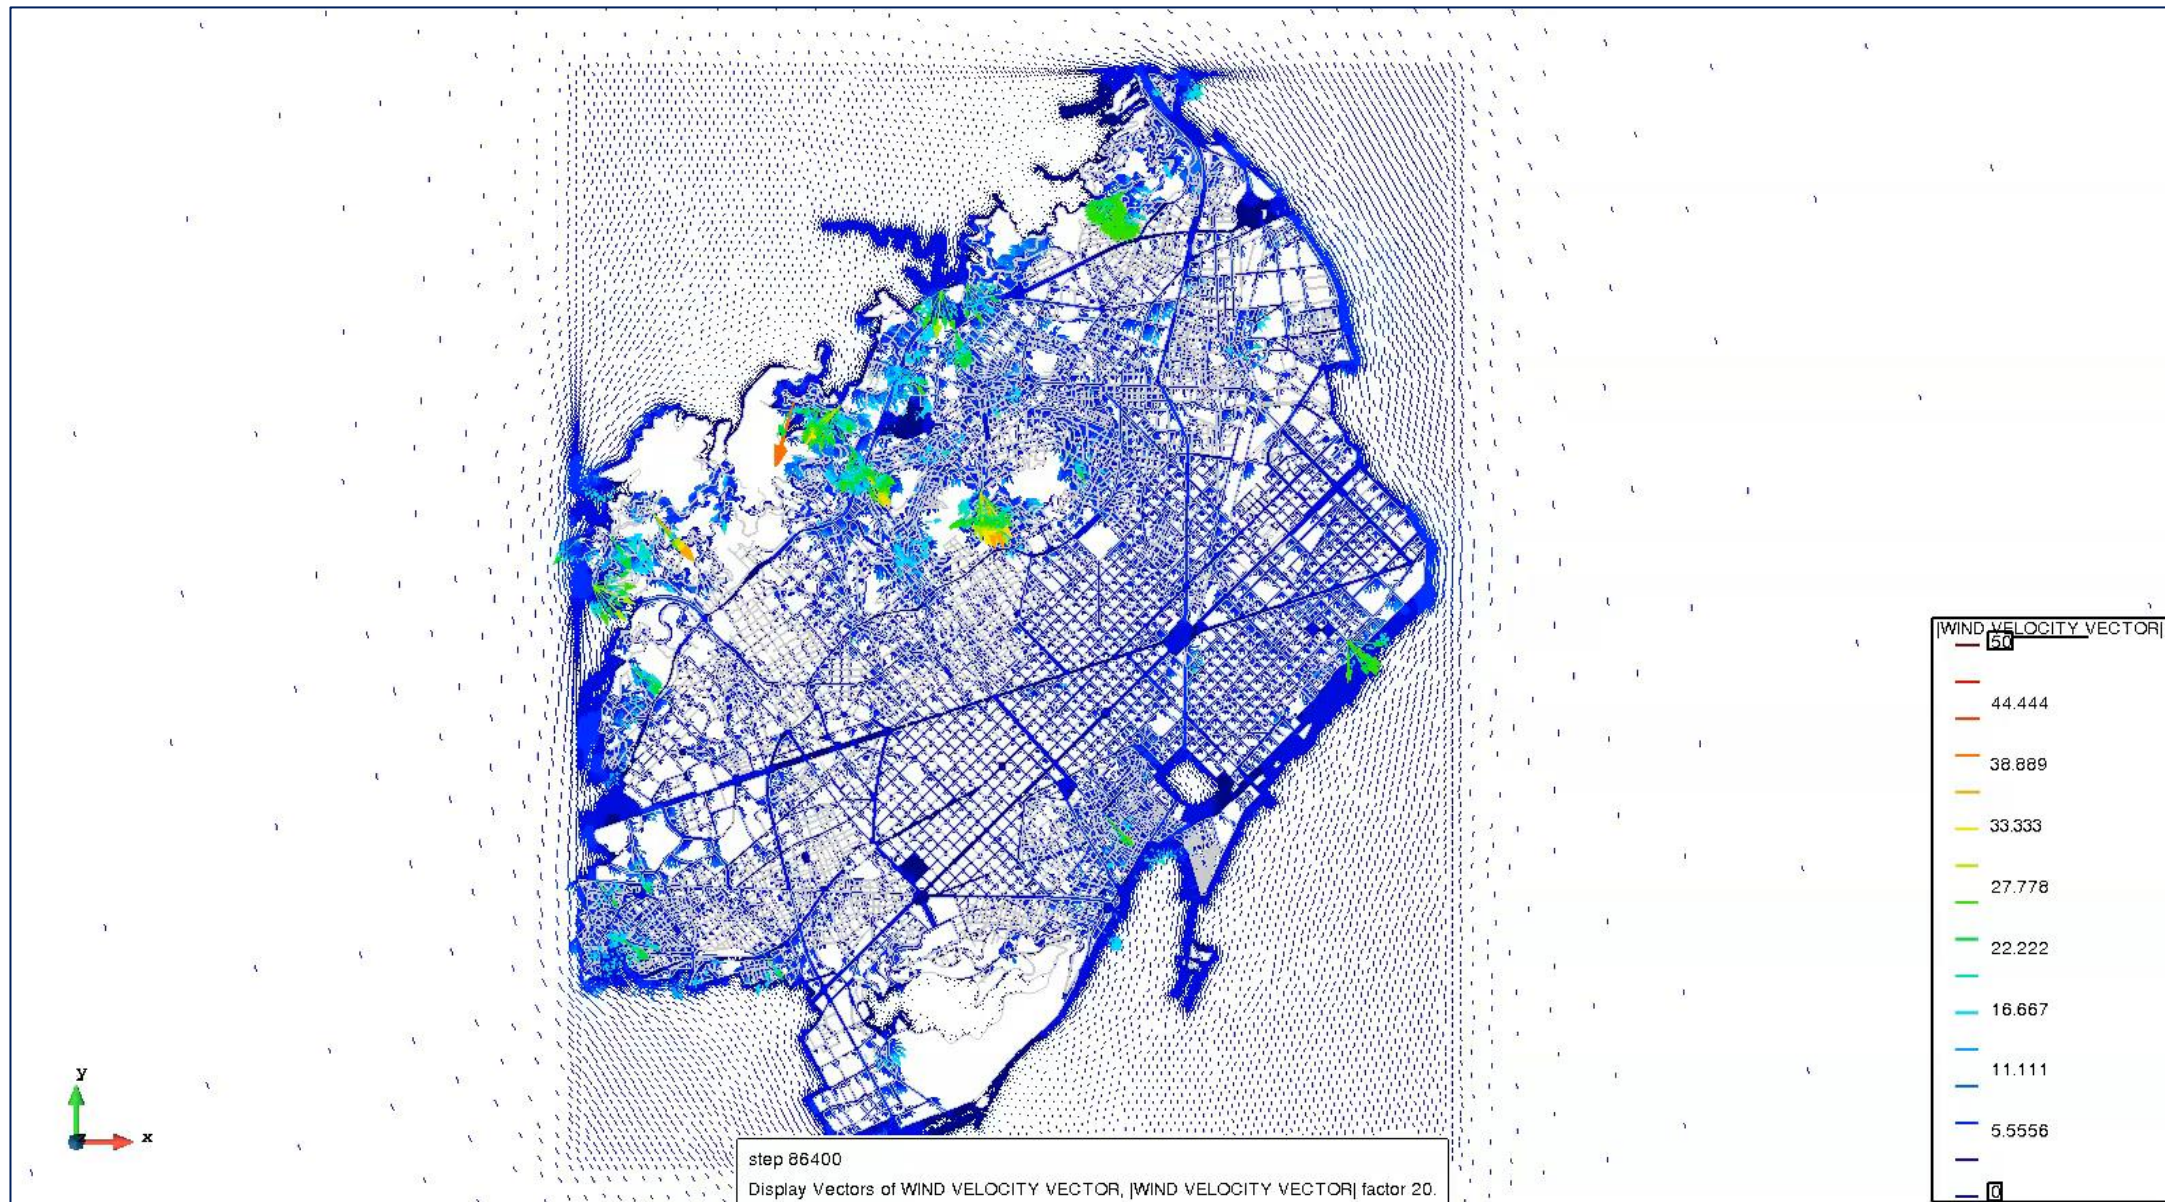 |WIND VELOCITY VECTOR|
50
44.444
38.889
33.333
27.778
22.222
16.667
11.111
5.5556
0
y
z
x
step 86400
Display Vectors of WIND VELOCITY VECTOR, |WIND VELOCITY VECTOR| factor 20.